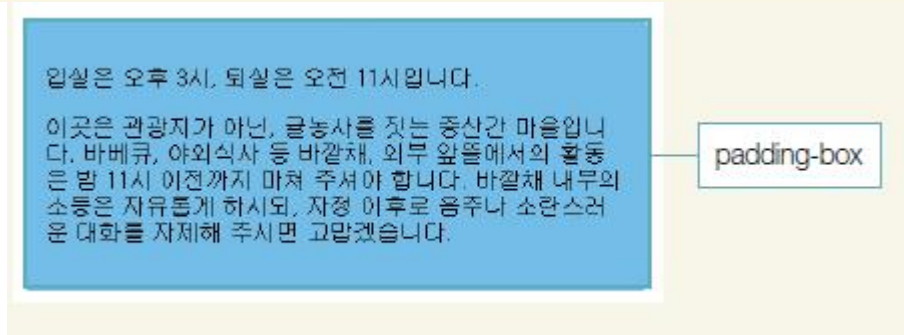 입실은 오후 3시, 퇴실은 오전 11시입니다.
이곳은 관광지가 아닌, 귤농사를 짓는 중산간 마을입니
다. 바베큐, 야외식사 등 바깥채, 외부 앞뜰에서의 활동
은 밤 11시 이전까지 마쳐 주셔야 합니다. 바깥채 내부의
소등은 자유롭게 하시되, 자정 이후로 음주나 소란스러
운 대화를 자제해 주시면 고맙겠습니다.
padding-box